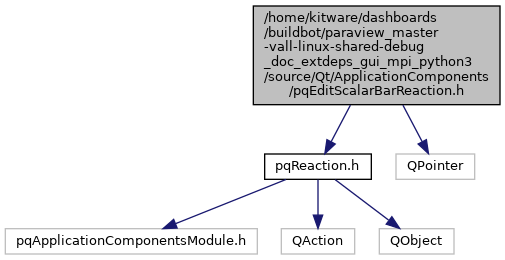 /home/kitware/dashboards
/buildbot/paraview_master
-vall-linux-shared-debug
_doc_extdeps_gui_mpi_python3
/source/Qt/ApplicationComponents
/pqEditScalarBarReaction.h
pqReaction.h
QPointer
pqApplicationComponentsModule.h
QAction
QObject